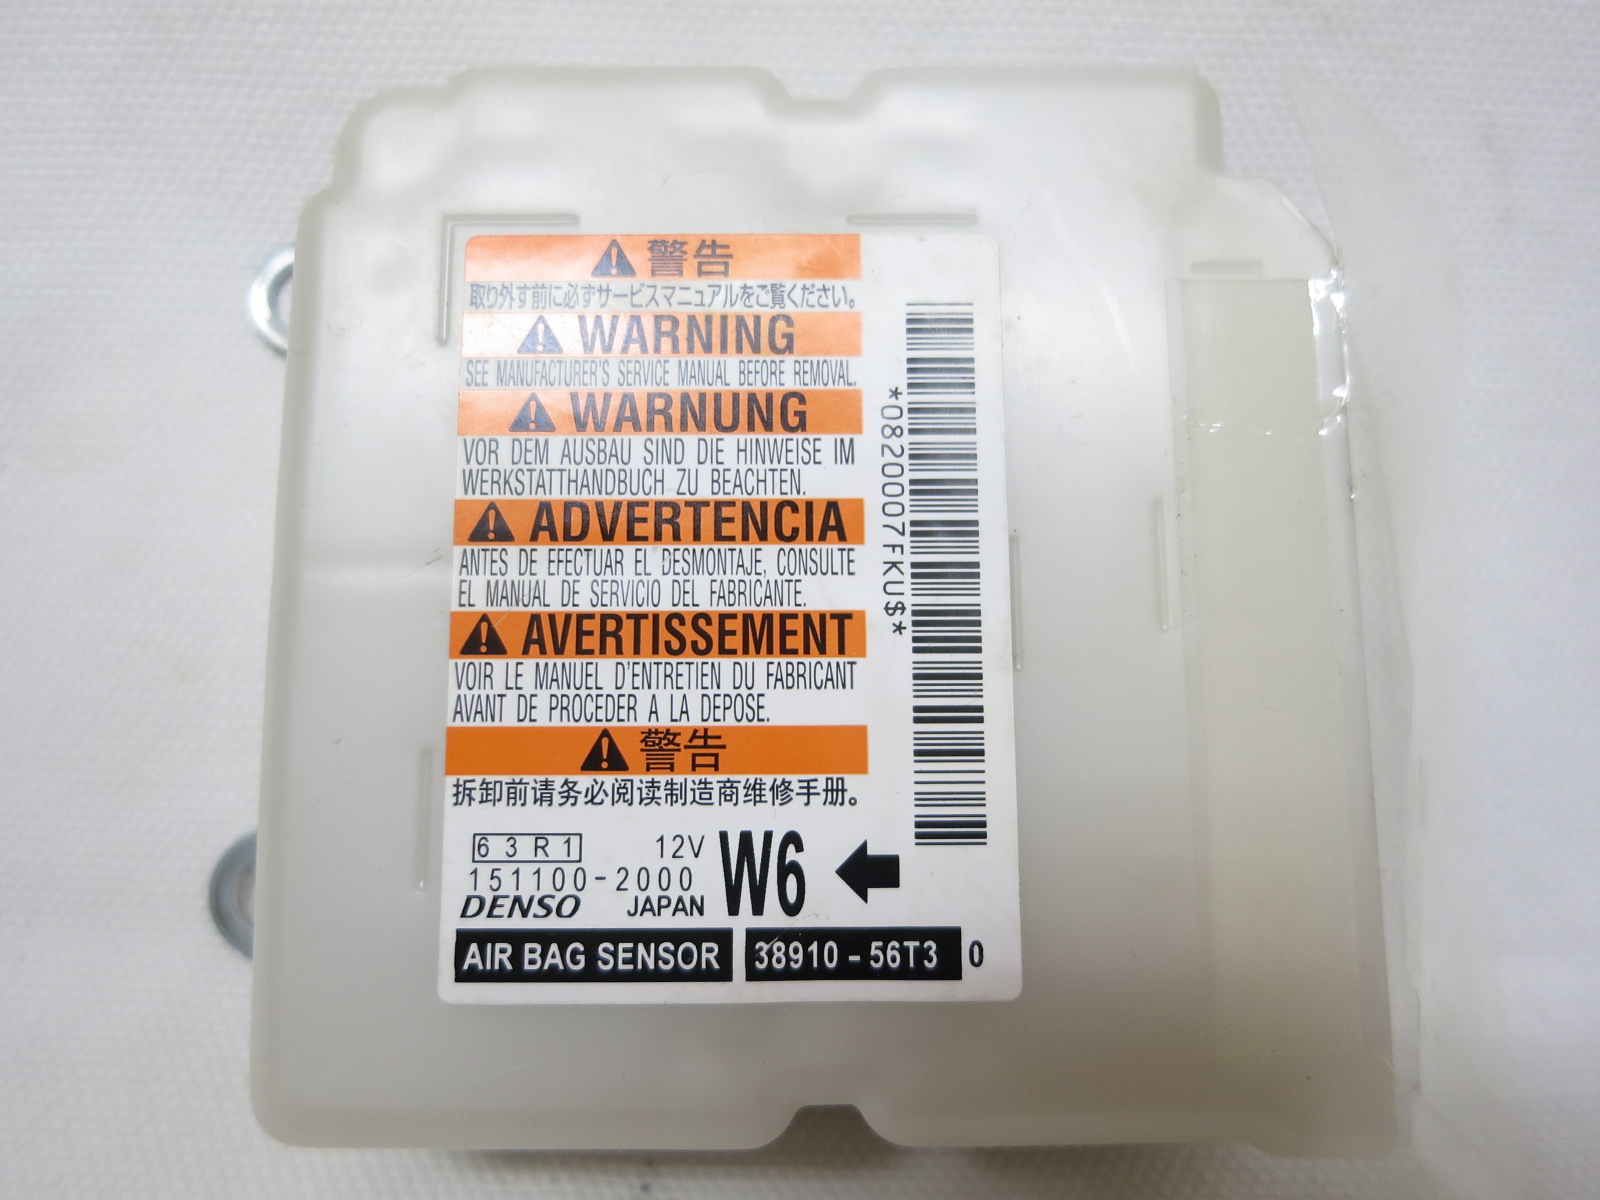 警告
取り外す前に必ずサービスマニュアルをご覧ください。
WARNING
SEE MANUFACTURER'S SERVICE MANUAL BEFORE REMOVAL.
WARNUNG
VOR DEM AUSBAU SIND DIE HINWEISE IM
WERKSTATTHANDBUCH ZU BEACHTEN.
ADVERTENCIA
ANTES DE EFECTUAR EL DESMONTAJE, CONSULTE
EL MANUAL DE SERVICIO DEL FABRICANTE.
AVERTISSEMENT
VOIR LE MANUEL D'ENTRETIEN DU FABRICANT
AVANT DE PROCEDER A LA DEPOSE.
警告
拆卸前请务必阅读制造商维修手册。
*0820007FKU$*
63R1 12V
151100-2000
DENSO JAPAN
W6
AIR BAG SENSOR 38910-56T3 0